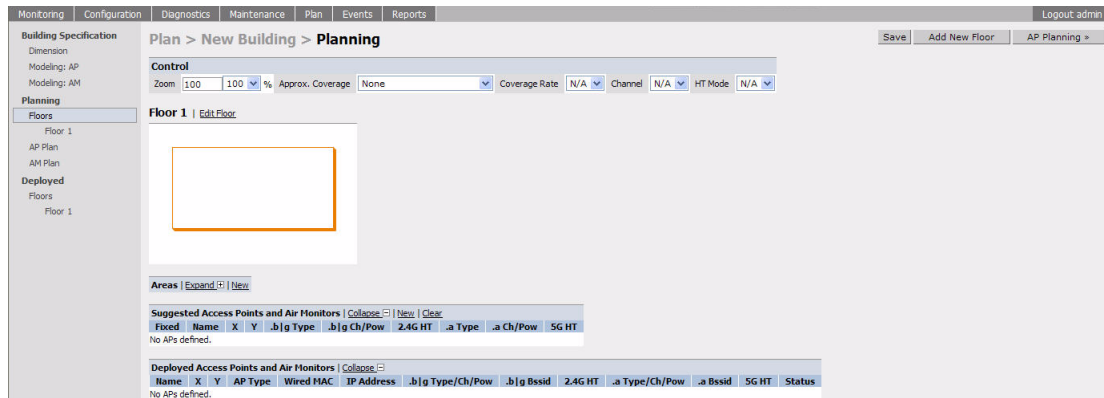 Monitoring Configuration Diagnostics Maintenance Plan Events Reports Logout admin
Building Specification
Dimension
Modeling: AP
Modeling: AM
Planning
Floors
Floor 1
AP Plan
AM Plan
Deployed
Floors
Floor 1
Plan > New Building > Planning
Save Add New Floor AP Planning »
Control
Zoom 100 100 % Approx. Coverage None Coverage Rate N/A Channel N/A HT Mode N/A
Floor 1 | Edit Floor
Areas | Expand | New
Suggested Access Points and Air Monitors | Collapse | New | Clear
Fixed Name X Y .b|g Type .b|g Ch/Pow 2.4G HT .a Type .a Ch/Pow 5G HT
No APs defined.
Deployed Access Points and Air Monitors | Collapse
Name X Y AP Type Wired MAC IP Address .b|g Type/Ch/Pow .b|g Bssid 2.4G HT .a Type/Ch/Pow .a Bssid 5G HT Status
No APs defined.